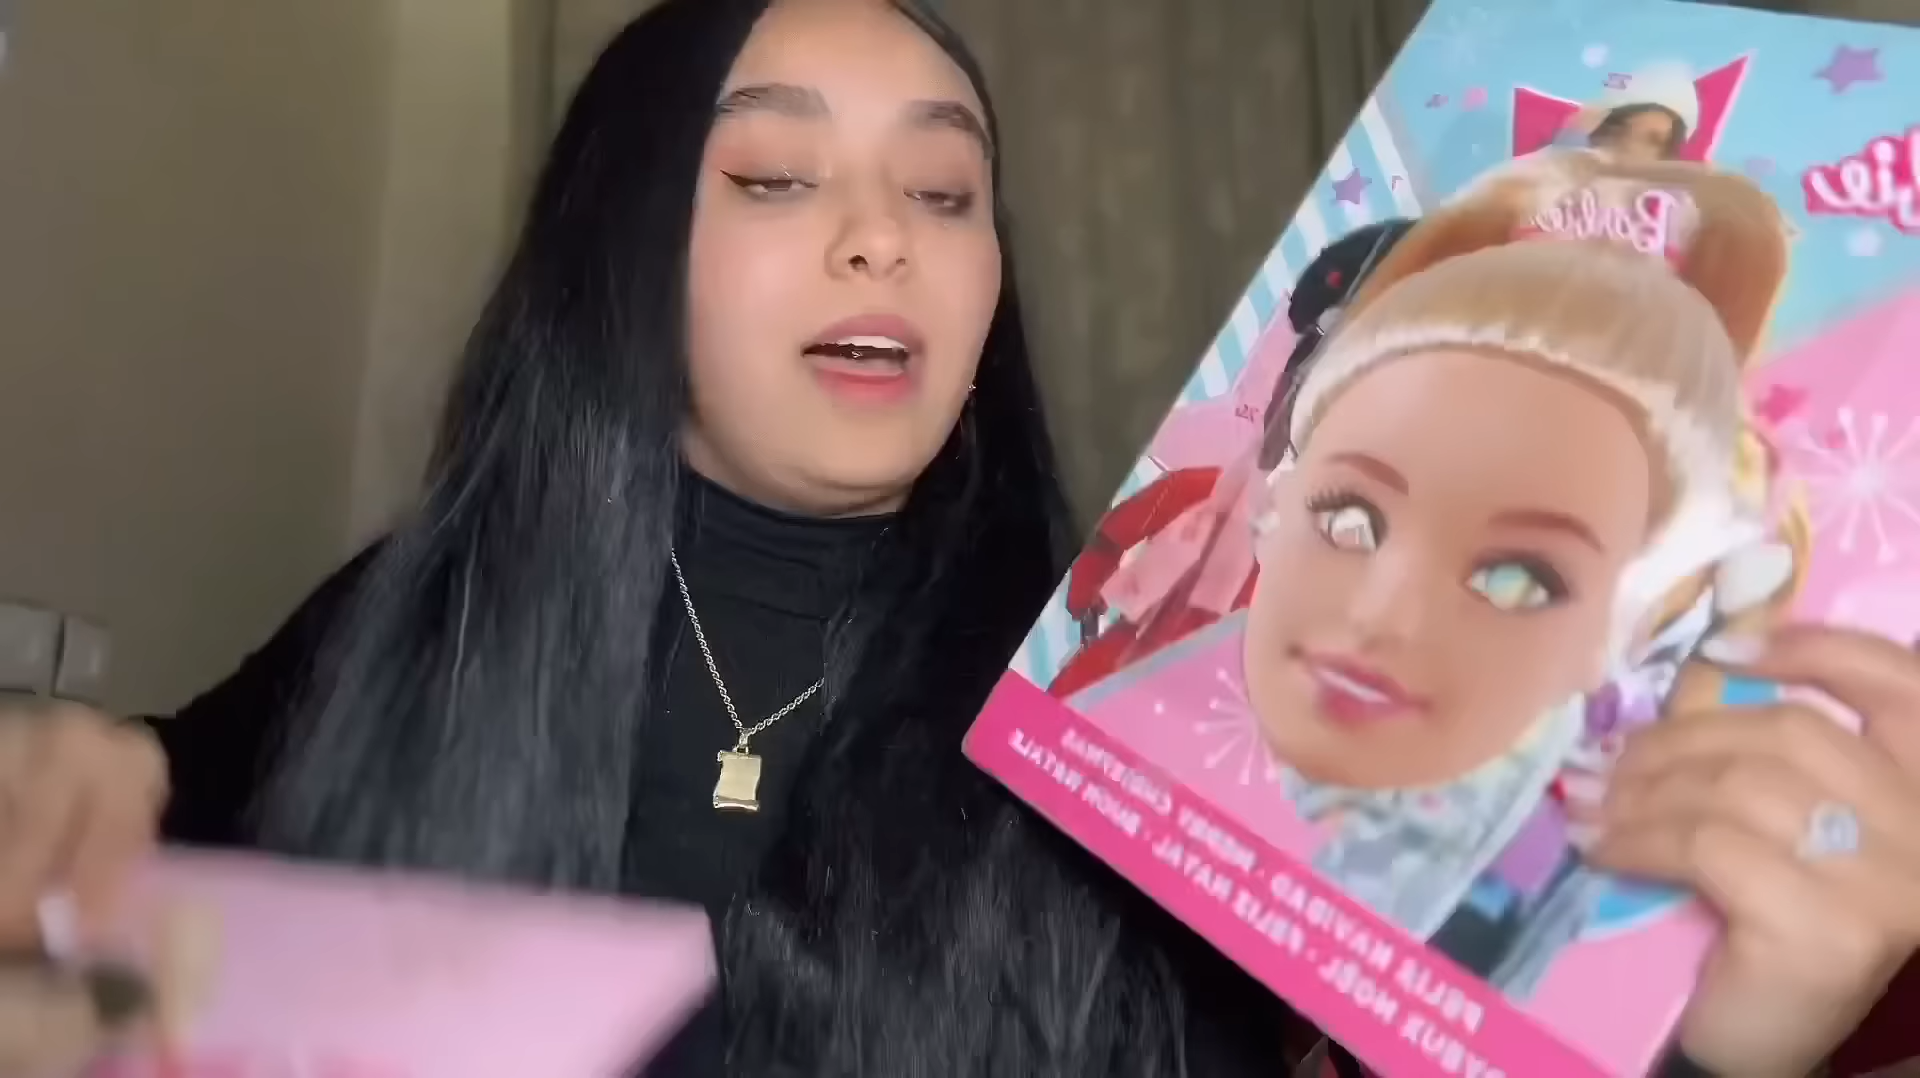 Barbie
FELIZ NAVIDAD · MERRY CHRISTMAS
NOËL · FELIZ NATAL · BUON NATALE